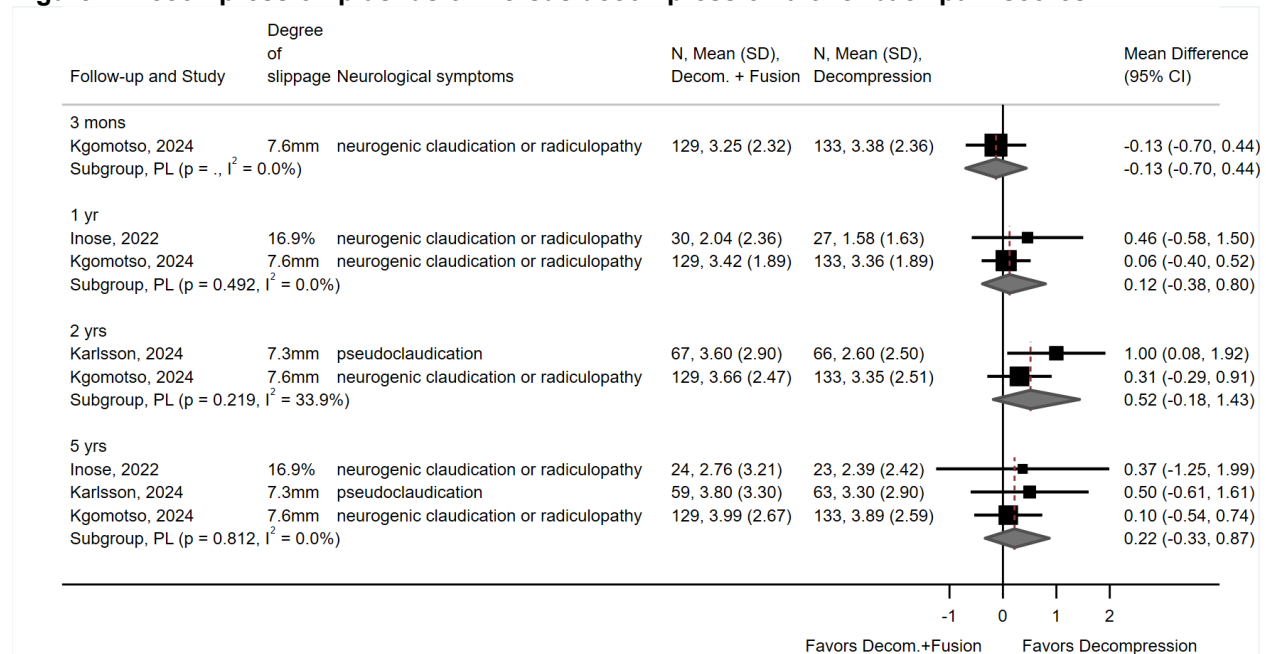 Degree
of
Follow-up and Study slippage Neurological symptoms N, Mean (SD), Decom. + Fusion N, Mean (SD), Decompression Mean Difference (95% CI)
3 mons
Kgomotso, 2024 7.6mm neurogenic claudication or radiculopathy 129, 3.25 (2.32) 133, 3.38 (2.36) -0.13 (-0.70, 0.44)
Subgroup, PL (p = ., I² = 0.0%) -0.13 (-0.70, 0.44)
1 yr
Inose, 2022 16.9% neurogenic claudication or radiculopathy 30, 2.04 (2.36) 27, 1.58 (1.63) 0.46 (-0.58, 1.50)
Kgomotso, 2024 7.6mm neurogenic claudication or radiculopathy 129, 3.42 (1.89) 133, 3.36 (1.89) 0.06 (-0.40, 0.52)
Subgroup, PL (p = 0.492, I² = 0.0%) 0.12 (-0.38, 0.80)
2 yrs
Karlsson, 2024 7.3mm pseudoclaudication 67, 3.60 (2.90) 66, 2.60 (2.50) 1.00 (0.08, 1.92)
Kgomotso, 2024 7.6mm neurogenic claudication or radiculopathy 129, 3.66 (2.47) 133, 3.35 (2.51) 0.31 (-0.29, 0.91)
Subgroup, PL (p = 0.219, I² = 33.9%) 0.52 (-0.18, 1.43)
5 yrs
Inose, 2022 16.9% neurogenic claudication or radiculopathy 24, 2.76 (3.21) 23, 2.39 (2.42) 0.37 (-1.25, 1.99)
Karlsson, 2024 7.3mm pseudoclaudication 59, 3.80 (3.30) 63, 3.30 (2.90) 0.50 (-0.61, 1.61)
Kgomotso, 2024 7.6mm neurogenic claudication or radiculopathy 129, 3.99 (2.67) 133, 3.89 (2.59) 0.10 (-0.54, 0.74)
Subgroup, PL (p = 0.812, I² = 0.0%) 0.22 (-0.33, 0.87)
-1 0 1 2
Favors Decom.+Fusion Favors Decompression